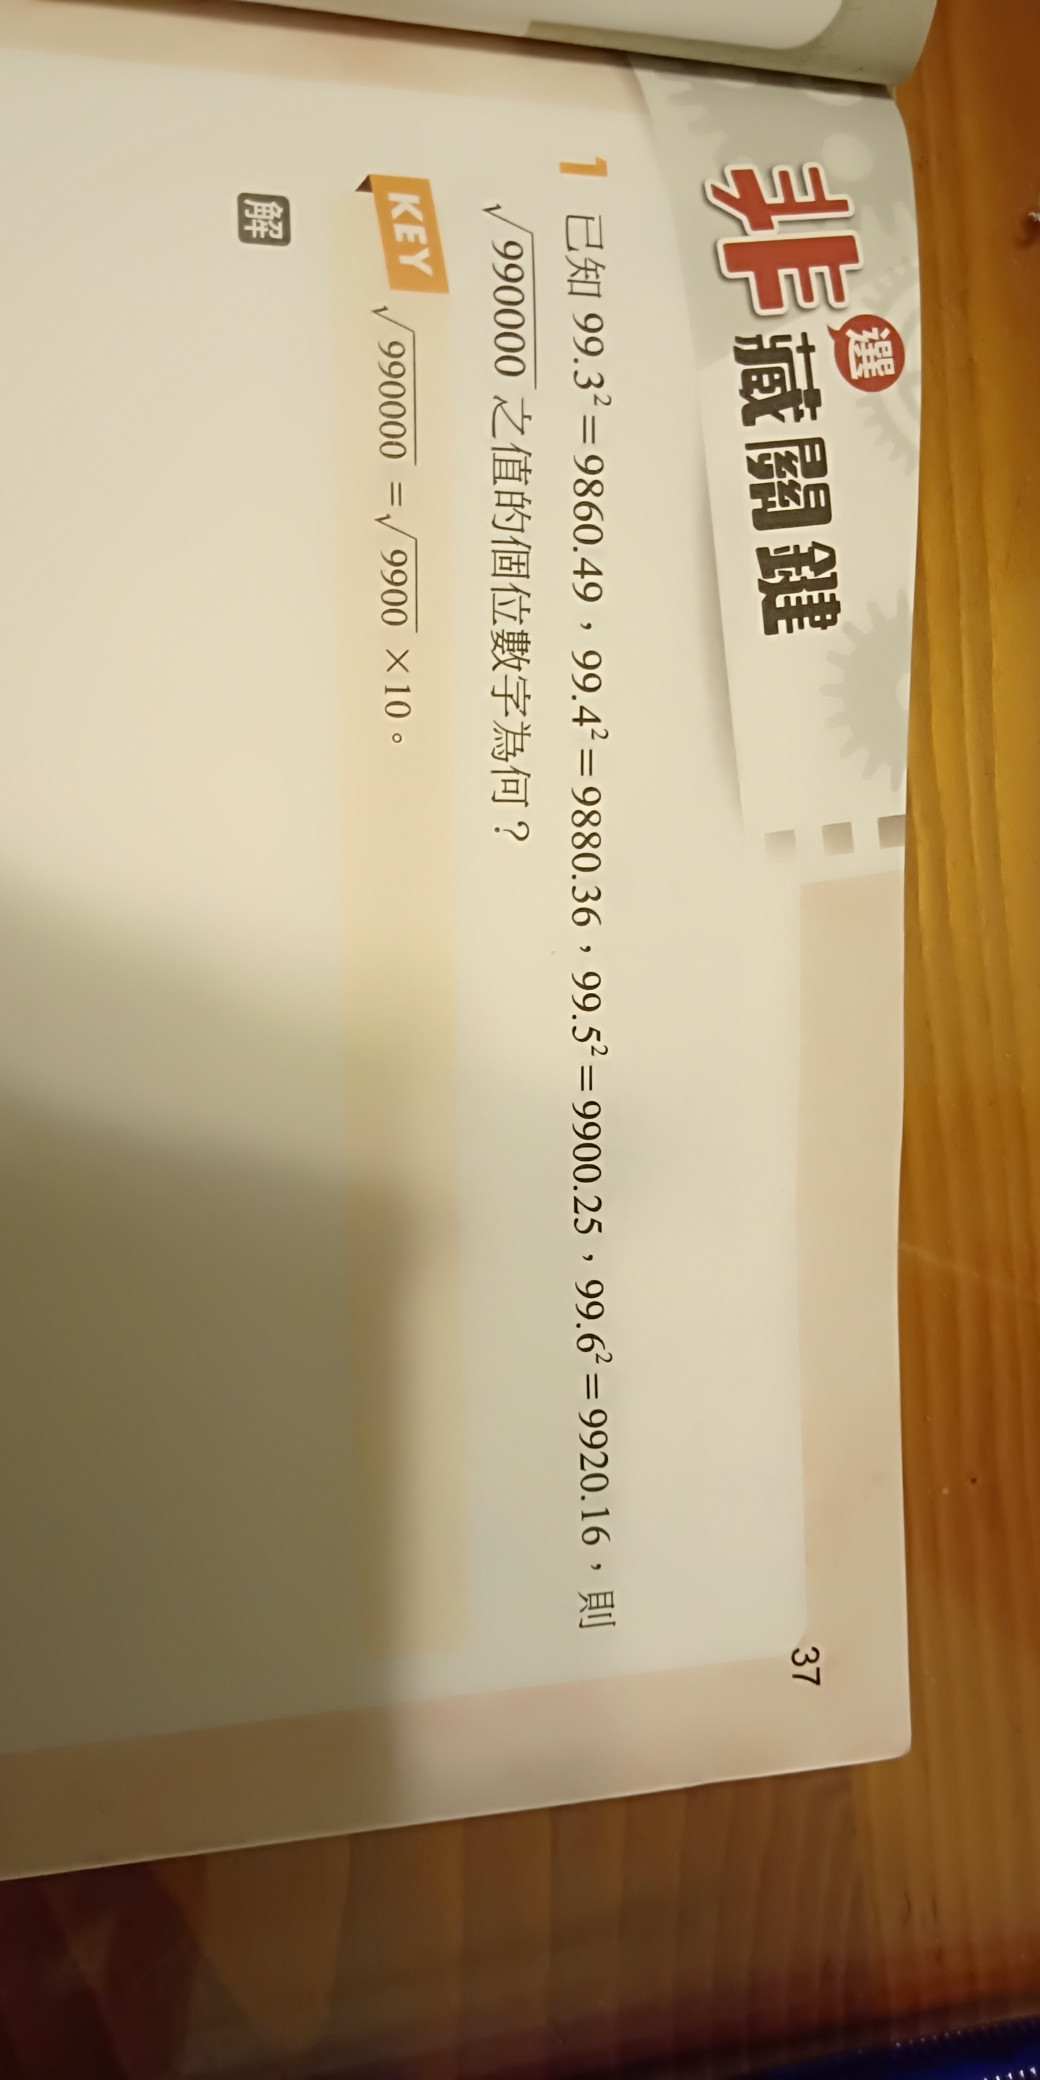 非選藏關鍵
37
1 已知 99.3²=9860.49，99.4²=9880.36，99.5²=9900.25，99.6²=9920.16，則
√990000 之值的個位數字為何？
KEY √990000 =√9900 ×10。
解